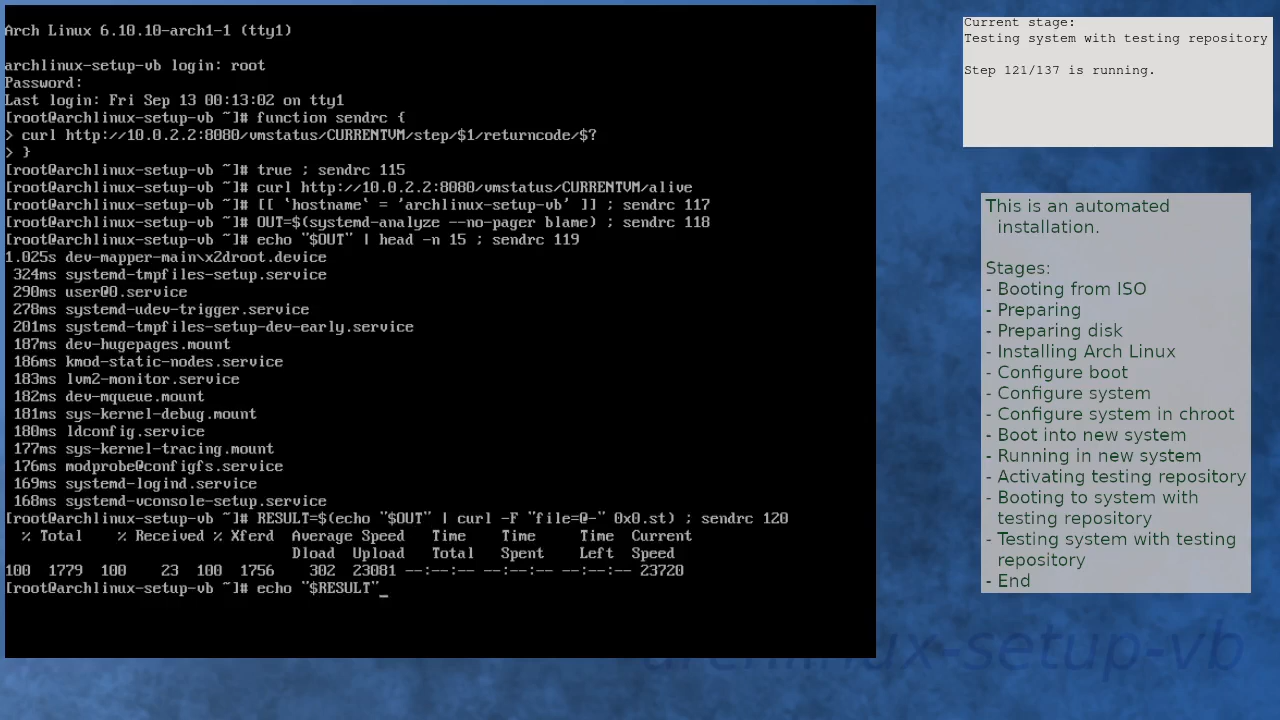 Arch Linux 6.10.10-arch1-1 (tty1)
archlinux-setup-vb login: root
Password:
Last login: Fri Sep 13 00:13:02 on tty1
[root@archlinux-setup-vb ~]# function sendrc {
> curl http://10.0.2.2:8080/vmstatus/CURRENTVM/step/$1/returncode/$?
> }
[root@archlinux-setup-vb ~]# true ; sendrc 115
[root@archlinux-setup-vb ~]# curl http://10.0.2.2:8080/vmstatus/CURRENTVM/alive
[root@archlinux-setup-vb ~]# [[ `hostname` = 'archlinux-setup-vb' ]] ; sendrc 117
[root@archlinux-setup-vb ~]# OUT=$(systemd-analyze --no-pager blame) ; sendrc 118
[root@archlinux-setup-vb ~]# echo "$OUT" | head -n 15 ; sendrc 119
1.025s dev-mapper-main\x2droot.device
324ms systemd-tmpfiles-setup.service
290ms user@0.service
278ms systemd-udev-trigger.service
201ms systemd-tmpfiles-setup-dev-early.service
187ms dev-hugepages.mount
186ms kmod-static-nodes.service
183ms lvm2-monitor.service
182ms dev-mqueue.mount
181ms sys-kernel-debug.mount
180ms ldconfig.service
177ms sys-kernel-tracing.mount
176ms modprobe@configfs.service
169ms systemd-logind.service
168ms systemd-vconsole-setup.service
[root@archlinux-setup-vb ~]# RESULT=$(echo "$OUT" | curl -F "file=@-" 0x0.st) ; sendrc 120
% Total % Received % Xferd Average Speed Time Time Time Current
Dload Upload Total Spent Left Speed
100 1779 100 23 100 1756 302 23081 --:--:-- --:--:-- --:--:-- 23720
[root@archlinux-setup-vb ~]# echo "$RESULT"_
Current stage:
Testing system with testing repository
Step 121/137 is running.
This is an automated
installation.
Stages:
- Booting from ISO
- Preparing
- Preparing disk
- Installing Arch Linux
- Configure boot
- Configure system
- Configure system in chroot
- Boot into new system
- Running in new system
- Activating testing repository
- Booting to system with
testing repository
- Testing system with testing
repository
- End
archlinux-setup-vb